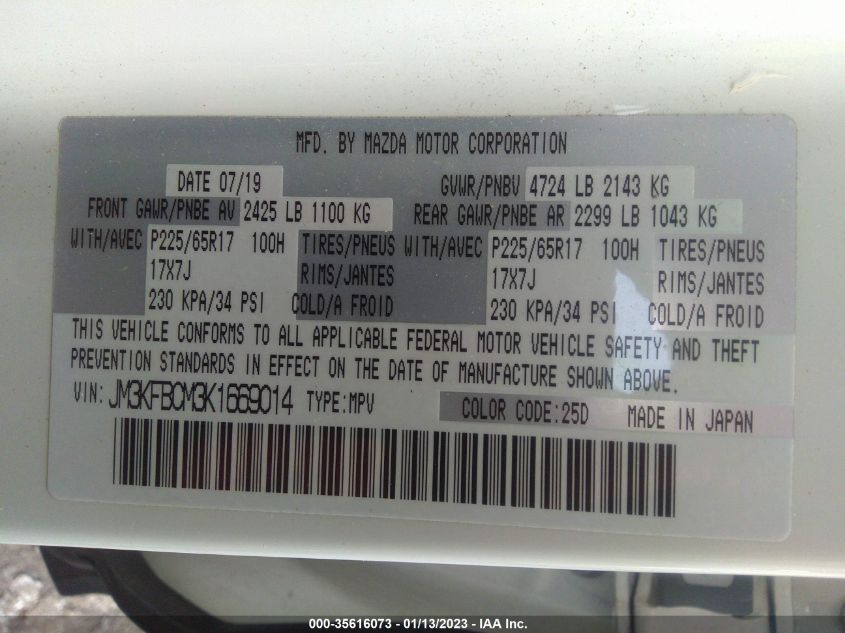 MFD. BY MAZDA MOTOR CORPORATION
DATE 07/19 GVWR/PNBV 4724 LB 2143 KG
FRONT GAWR/PNBE AV 2425 LB 1100 KG REAR GAWR/PNBE AR 2299 LB 1043 KG
WITH/AVEC P225/65R17 100H TIRES/PNEUS WITH/AVEC P225/65R17 100H TIRES/PNEUS
17X7J RIMS/JANTES 17X7J RIMS/JANTES
230 KPA/34 PSI COLD/A FROID 230 KPA/34 PSI COLD/A FROID
THIS VEHICLE CONFORMS TO ALL APPLICABLE FEDERAL MOTOR VEHICLE SAFETY AND THEFT
PREVENTION STANDARDS IN EFFECT ON THE DATE OF MANUFACTURE SHOWN ABOVE.
VIN: JM3KFBCM3K1669014 TYPE:MPV COLOR CODE:25D MADE IN JAPAN
000-35616073 - 01/13/2023 - IAA Inc.